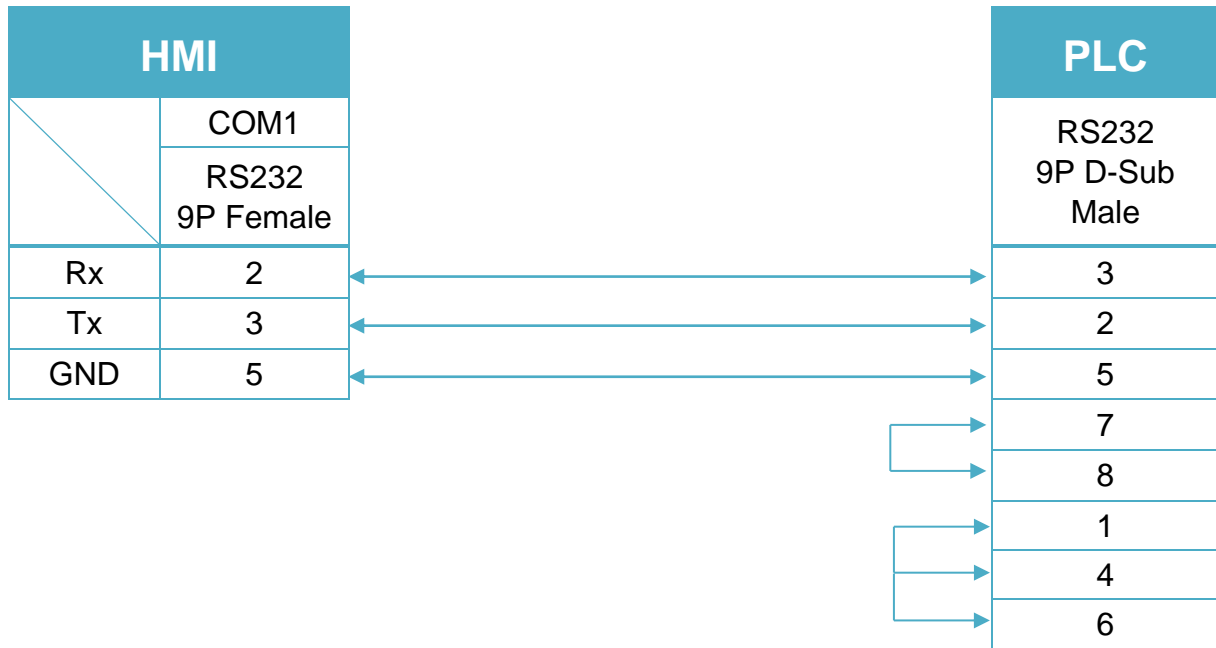 HMI
PLC
COM1
RS232
9P Female
RS232
9P D-Sub
Male
Rx 2 3
Tx 3 2
GND 5 5
7
8
1
4
6